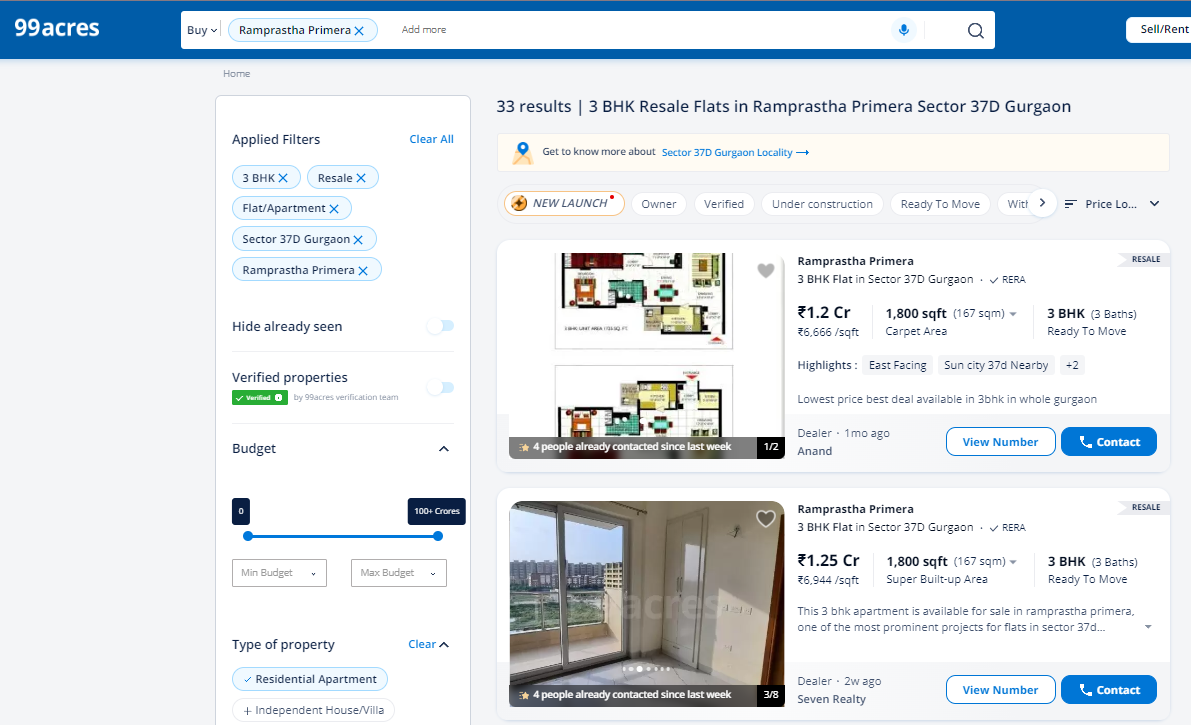 99acres
Buy
Ramprastha Primera
Add more
Sell/Rent
Home
Applied Filters
Clear All
3 BHK
Resale
Flat/Apartment
Sector 37D Gurgaon
Ramprastha Primera
Hide already seen
Verified properties
Verified
by 99acres verification team
Budget
0
100+ Crores
Min Budget
Max Budget
Type of property
Clear
Residential Apartment
+ Independent House/Villa
33 results | 3 BHK Resale Flats in Ramprastha Primera Sector 37D Gurgaon
Get to know more about Sector 37D Gurgaon Locality →
NEW LAUNCH
Owner
Verified
Under construction
Ready To Move
With
Price Lo...
4 people already contacted since last week
1/2
Ramprastha Primera
RESALE
3 BHK Flat in Sector 37D Gurgaon · ✓ RERA
₹1.2 Cr
₹6,666 /sqft
1,800 sqft (167 sqm)
Carpet Area
3 BHK (3 Baths)
Ready To Move
Highlights :
East Facing
Sun city 37d Nearby
+2
Lowest price best deal available in 3bhk in whole gurgaon
Dealer · 1mo ago
Anand
View Number
Contact
acres
4 people already contacted since last week
3/8
Ramprastha Primera
RESALE
3 BHK Flat in Sector 37D Gurgaon · ✓ RERA
₹1.25 Cr
₹6,944 /sqft
1,800 sqft (167 sqm)
Super Built-up Area
3 BHK (3 Baths)
Ready To Move
This 3 bhk apartment is available for sale in ramprastha primera,
one of the most prominent projects for flats in sector 37d...
Dealer · 2w ago
Seven Realty
View Number
Contact